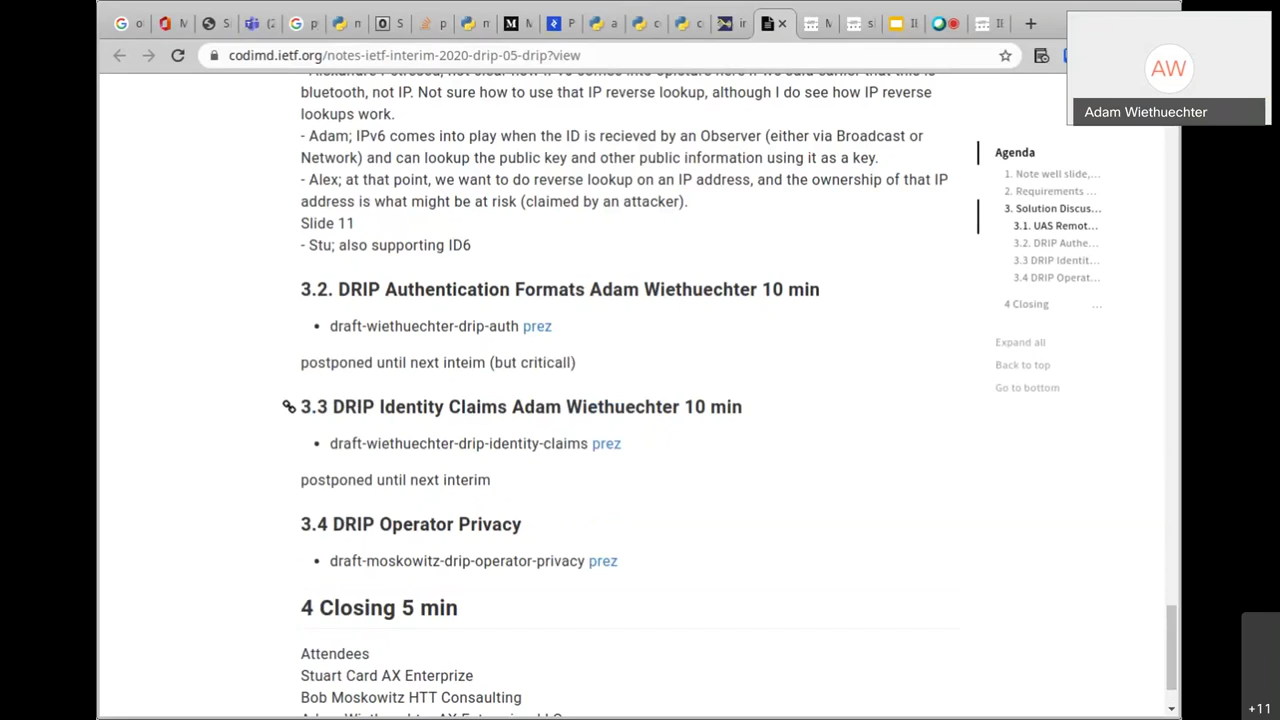 codimd.ietf.org/notes-ietf-interim-2020-drip-05-drip?view
AW
Adam Wiethuechter
bluetooth, not IP. Not sure how to use that IP reverse lookup, although I do see how IP reverse
lookups work.
- Adam; IPv6 comes into play when the ID is recieved by an Observer (either via Broadcast or
Network) and can lookup the public key and other public information using it as a key.
- Alex; at that point, we want to do reverse lookup on an IP address, and the ownership of that IP
address is what might be at risk (claimed by an attacker).
Slide 11
- Stu; also supporting ID6
3.2. DRIP Authentication Formats Adam Wiethuechter 10 min
• draft-wiethuechter-drip-auth prez
postponed until next inteim (but criticall)
3.3 DRIP Identity Claims Adam Wiethuechter 10 min
• draft-wiethuechter-drip-identity-claims prez
postponed until next interim
3.4 DRIP Operator Privacy
• draft-moskowitz-drip-operator-privacy prez
4 Closing 5 min
Attendees
Stuart Card AX Enterprize
Bob Moskowitz HTT Consaulting
Agenda
1. Note well slide,...
2. Requirements ...
3. Solution Discus...
3.1. UAS Remot...
3.2. DRIP Authe...
3.3 DRIP Identit...
3.4 DRIP Operat...
4 Closing ...
Expand all
Back to top
Go to bottom
+11